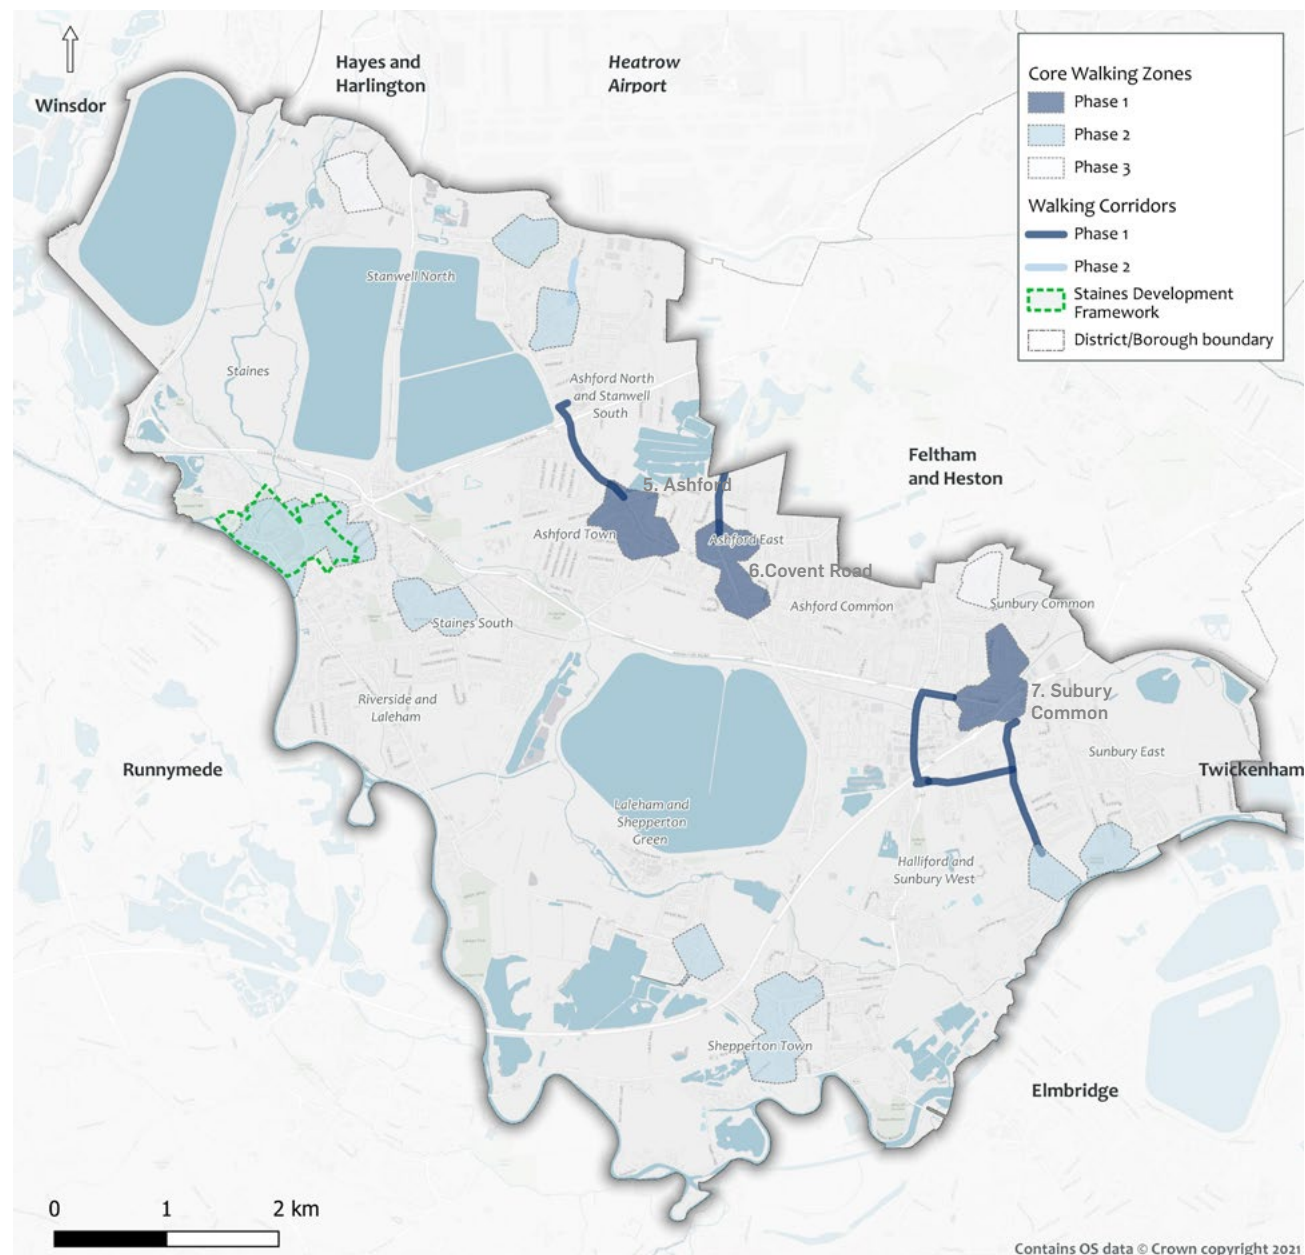 Hayes and
Harlington
Heatrow
Airport
Winsdor
Core Walking Zones
Phase 1
Phase 2
Phase 3
Walking Corridors
Phase 1
Phase 2
Staines Development
Framework
District/Borough boundary
Stanwell North
Staines
Ashford North
and Stanwell
South
Feltham
and Heston
5. Ashford
Ashford Town
Ashford East
6.Covent Road
Ashford Common
Sunbury Common
Staines South
Riverside and
Laleham
7. Subury
Common
Sunbury East
Runnymede
Twickenham
Laleham and
Shepperton
Green
Halliford and
Sunbury West
Shepperton Town
Elmbridge
0 1 2 km
Contains OS data © Crown copyright 2021